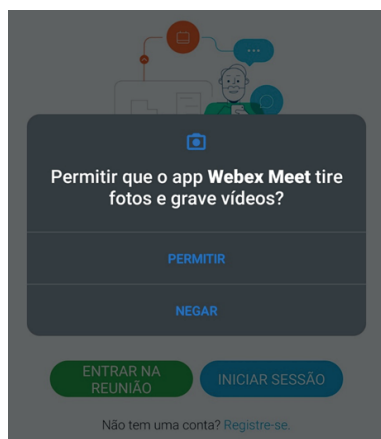 Permitir que o app Webex Meet tire
fotos e grave vídeos?
PERMITIR
NEGAR
ENTRAR NA
REUNIÃO
INICIAR SESSÃO
Não tem uma conta? Registre-se.